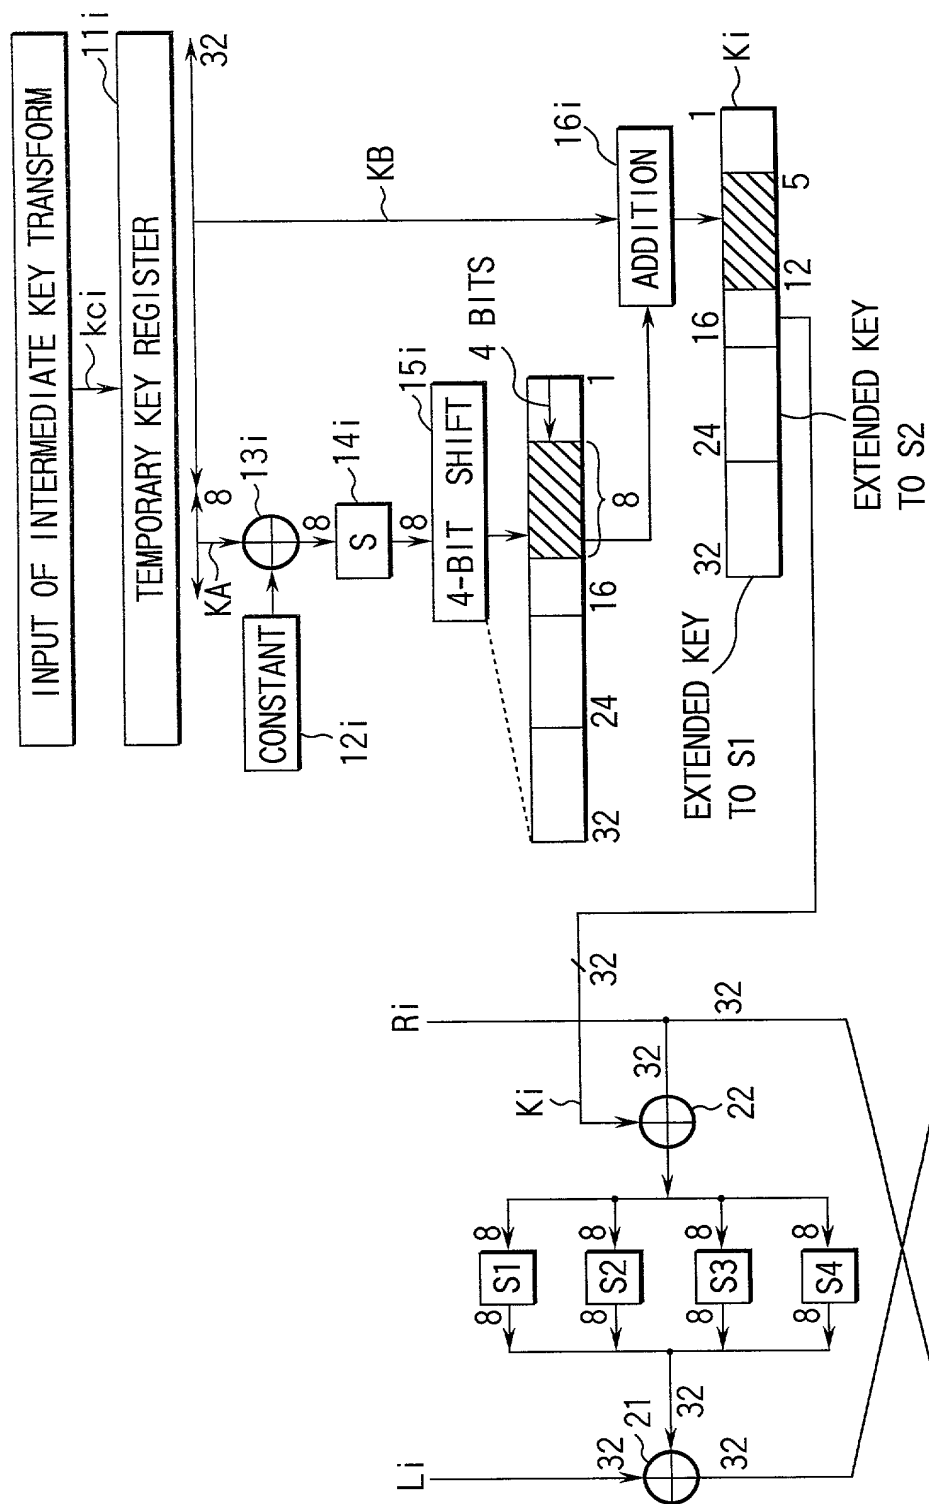 INPUT OF INTERMEDIATE KEY TRANSFORM
kci
11i
TEMPORARY KEY REGISTER
8
32
KA
CONSTANT
12i
13i
8
14i
S
8
KB
15i
4-BIT SHIFT
4 BITS
32
24
16
8
1
16i
ADDITION
Ki
32
24
16
12
5
1
EXTENDED KEY
TO S1
EXTENDED KEY
TO S2
Li
Ri
32
Ki
32
8
S1
8
8
S2
8
8
S3
8
8
S4
8
32
21
32
32
22
32
32